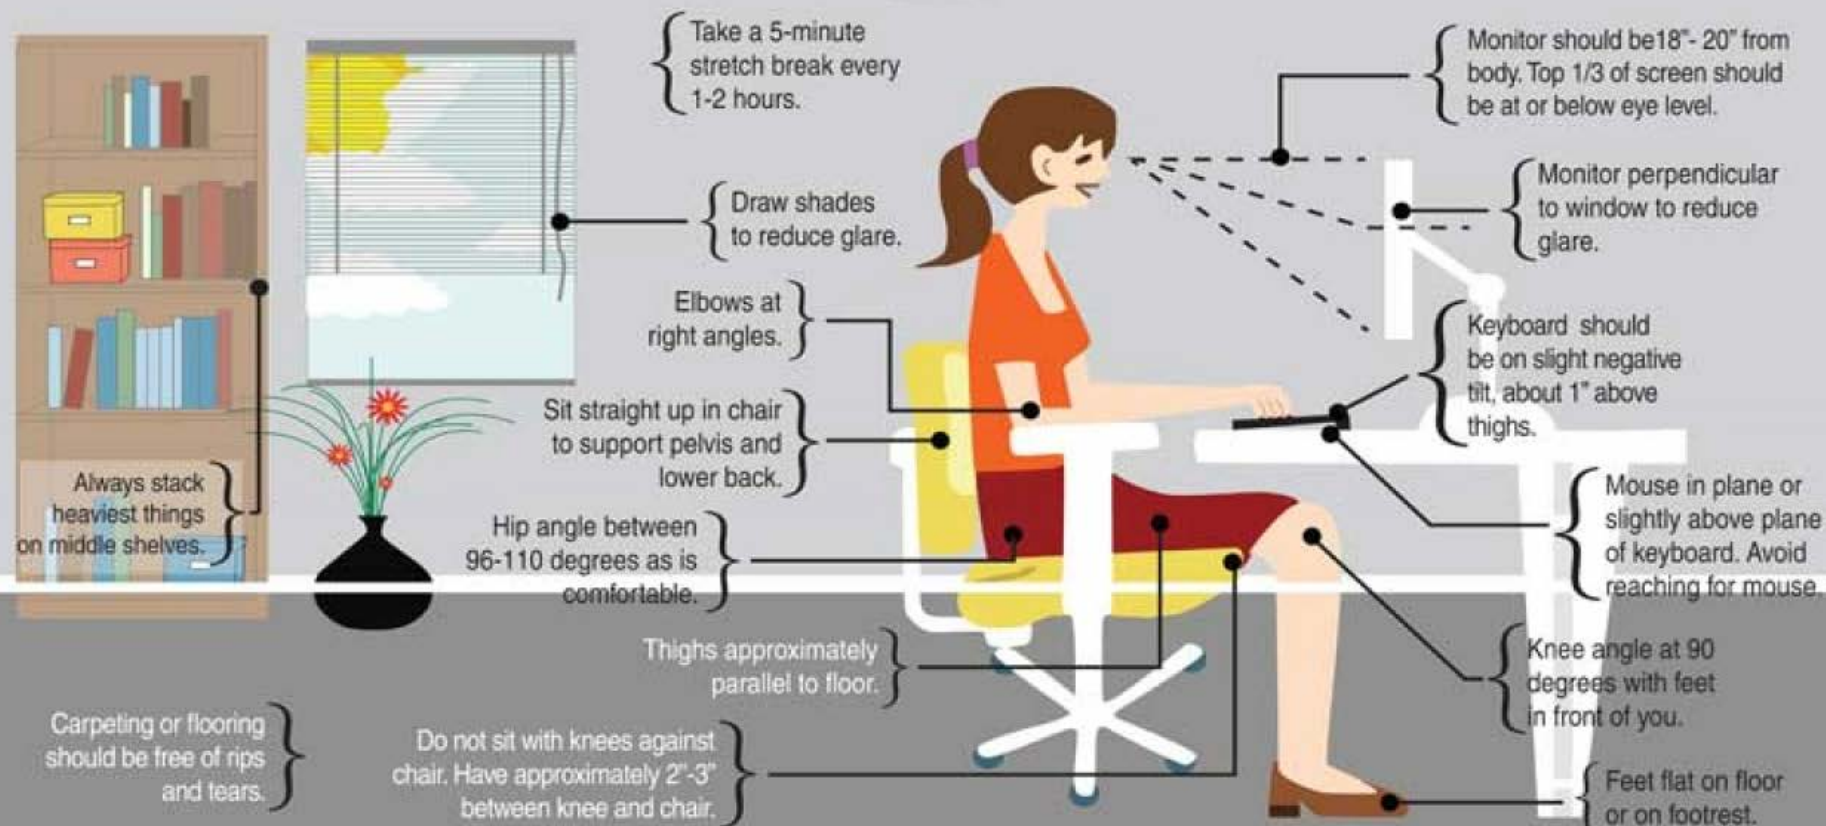 Take a 5-minute
stretch break every
1-2 hours.
Monitor should be18”- 20” from
body. Top 1/3 of screen should
be at or below eye level.
Draw shades
to reduce glare.
Monitor perpendicular
to window to reduce
glare.
Elbows at
right angles.
Keyboard should
be on slight negative
tilt, about 1” above
thighs.
Sit straight up in chair
to support pelvis and
lower back.
Always stack
heaviest things
on middle shelves.
Hip angle between
96-110 degrees as is
comfortable.
Mouse in plane or
slightly above plane
of keyboard. Avoid
reaching for mouse.
Thighs approximately
parallel to floor.
Knee angle at 90
degrees with feet
in front of you.
Carpeting or flooring
should be free of rips
and tears.
Do not sit with knees against
chair. Have approximately 2”-3”
between knee and chair.
Feet flat on floor
or on footrest.